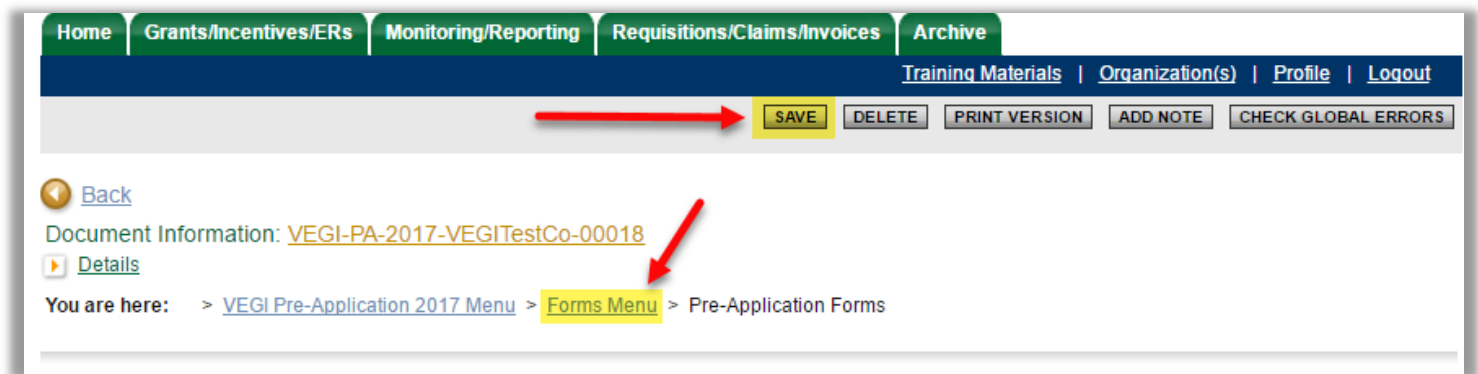 Home Grants/Incentives/ERs Monitoring/Reporting Requisitions/Claims/Invoices Archive
Training Materials | Organization(s) | Profile | Logout
SAVE DELETE PRINT VERSION ADD NOTE CHECK GLOBAL ERRORS
Back
Document Information: VEGI-PA-2017-VEGITestCo-00018
Details
You are here: > VEGI Pre-Application 2017 Menu > Forms Menu > Pre-Application Forms